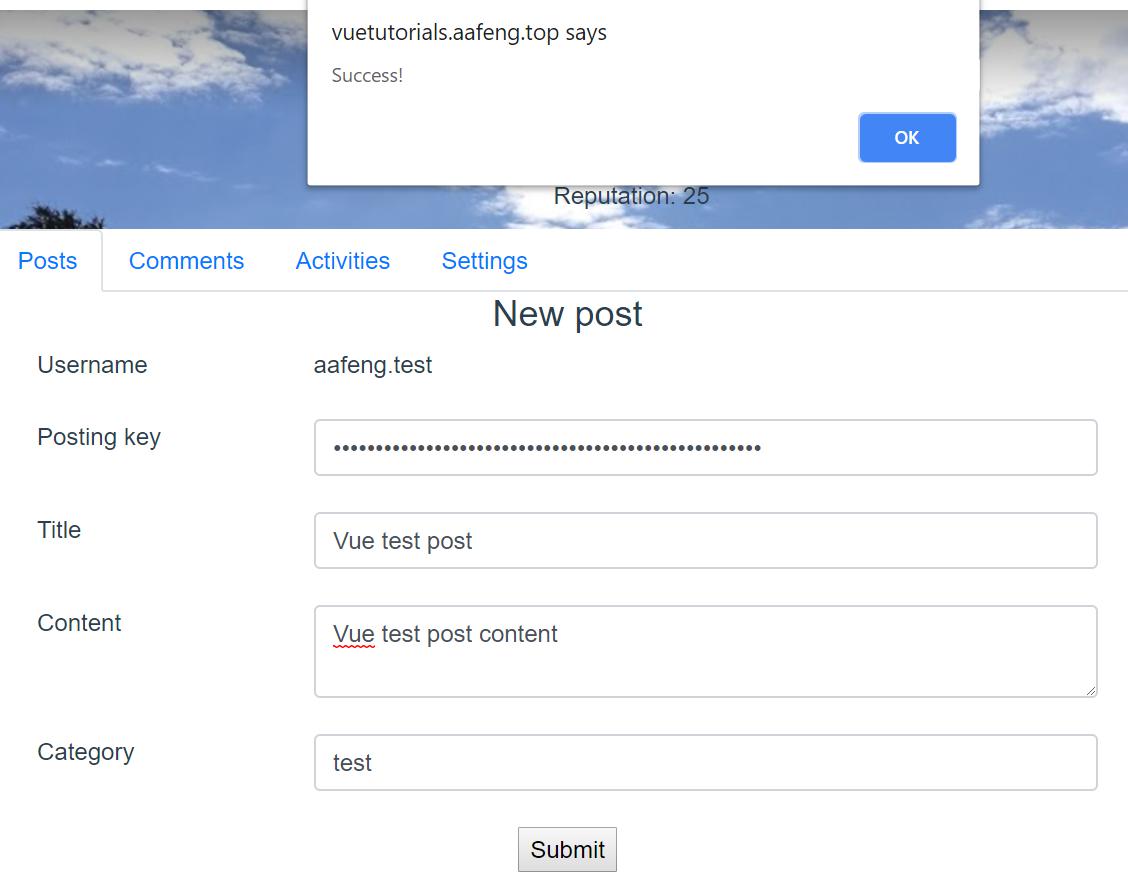 vuetutorials.aafeng.top says
Success!
OK
Reputation: 25
Posts Comments Activities Settings
New post
Username aafeng.test
Posting key •••••••••••••••••••••••••••••••••••••••••••••••••••
Title Vue test post
Content Vue test post content
Category test
Submit